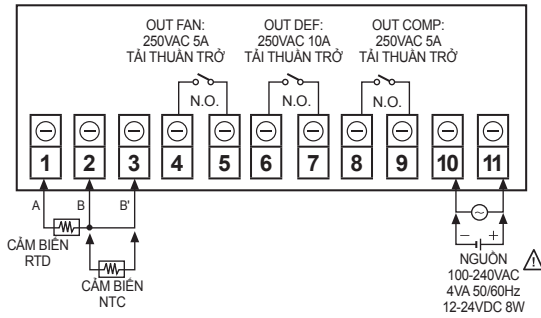 OUT FAN:
250VAC 5A
TẢI THUẦN TRỞ
OUT DEF:
250VAC 10A
TẢI THUẦN TRỞ
OUT COMP:
250VAC 5A
TẢI THUẦN TRỞ
N.O.
N.O.
N.O.
1 2 3 4 5 6 7 8 9 10 11
A B B'
CẢM BIẾN
RTD
CẢM BIẾN
NTC
− +
NGUỒN
100-240VAC
4VA 50/60Hz
12-24VDC 8W